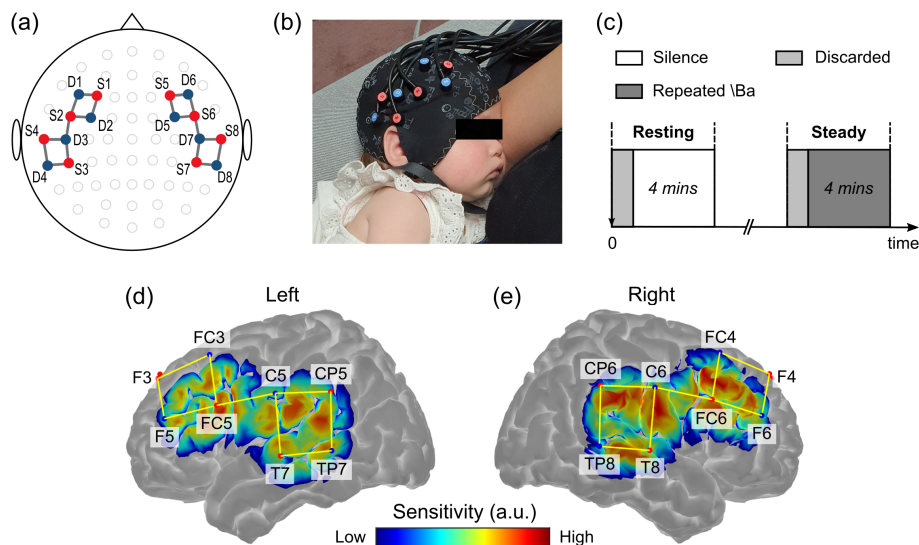 (a)
D1 S1
S2
D2
S4
D3
D4
S3
S5 D6
D5 S6
D7
S8
S7
D8
(b)
(c)
Silence
Discarded
Repeated \Ba
Resting
Steady
4 mins
4 mins
0
time
(d)
Left
FC3
F3
C5
CP5
F5
FC5
T7
TP7
(e)
Right
FC4
CP6
C6
F4
FC6
F6
TP8
T8
Sensitivity (a.u.)
Low
High